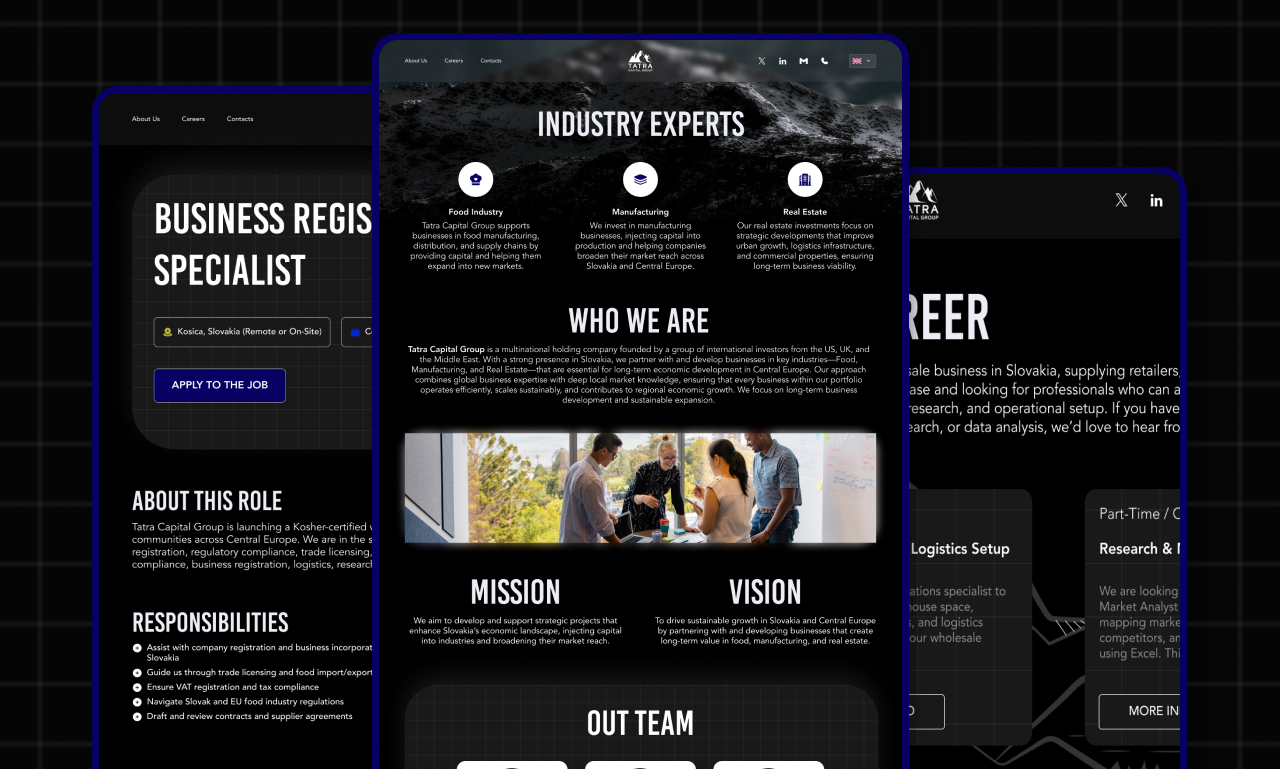 About Us
Careers
Contacts
BUSINESS REGIS
SPECIALIST
Kosica, Slovakia (Remote or On-Site)
APPLY TO THE JOB
ABOUT THIS ROLE
Tatra Capital Group is launching a Kosher-certified
communities across Central Europe. We are in the s
registration, regulatory compliance, trade licensing,
compliance, business registration, logistics, research
RESPONSIBILITIES
Assist with company registration and business incorporat
Slovakia
Guide us through trade licensing and food import/export
Ensure VAT registration and tax compliance
Navigate Slovak and EU food industry regulations
Draft and review contracts and supplier agreements
About Us
Careers
Contacts
TATRA
CAPITAL GROUP
INDUSTRY EXPERTS
Food Industry
Tatra Capital Group supports
businesses in food manufacturing,
distribution, and supply chains by
providing capital and helping them
expand into new markets.
Manufacturing
We invest in manufacturing
businesses, injecting capital into
production and helping companies
broaden their market reach across
Slovakia and Central Europe.
Real Estate
Our real estate investments focus on
strategic developments that improve
urban growth, logistics infrastructure,
and commercial properties, ensuring
long-term business viability.
WHO WE ARE
Tatra Capital Group is a multinational holding company founded by a group of international investors from the US, UK, and
the Middle East. With a strong presence in Slovakia, we partner with and develop businesses in key industries—Food,
Manufacturing, and Real Estate—that are essential for long-term economic development in Central Europe. Our approach
combines global business expertise with deep local market knowledge, ensuring that every business within our portfolio
operates efficiently, scales sustainably, and contributes to regional economic growth. We focus on long-term business
development and sustainable expansion.
MISSION
We aim to develop and support strategic projects that
enhance Slovakia's economic landscape, injecting capital
into industries and broadening their market reach.
VISION
To drive sustainable growth in Slovakia and Central Europe
by partnering with and developing businesses that create
long-term value in food, manufacturing, and real estate.
OUT TEAM
ATRA
TAL GROUP
REER
sale business in Slovakia, supplying retailers,
ase and looking for professionals who can a
research, and operational setup. If you have
earch, or data analysis, we'd love to hear fro
Logistics Setup
ations specialist to
house space,
s, and logistics
our wholesale
Part-Time / C
Research &
We are looking
Market Analyst
mapping marke
competitors, an
using Excel. Thi
MORE IN